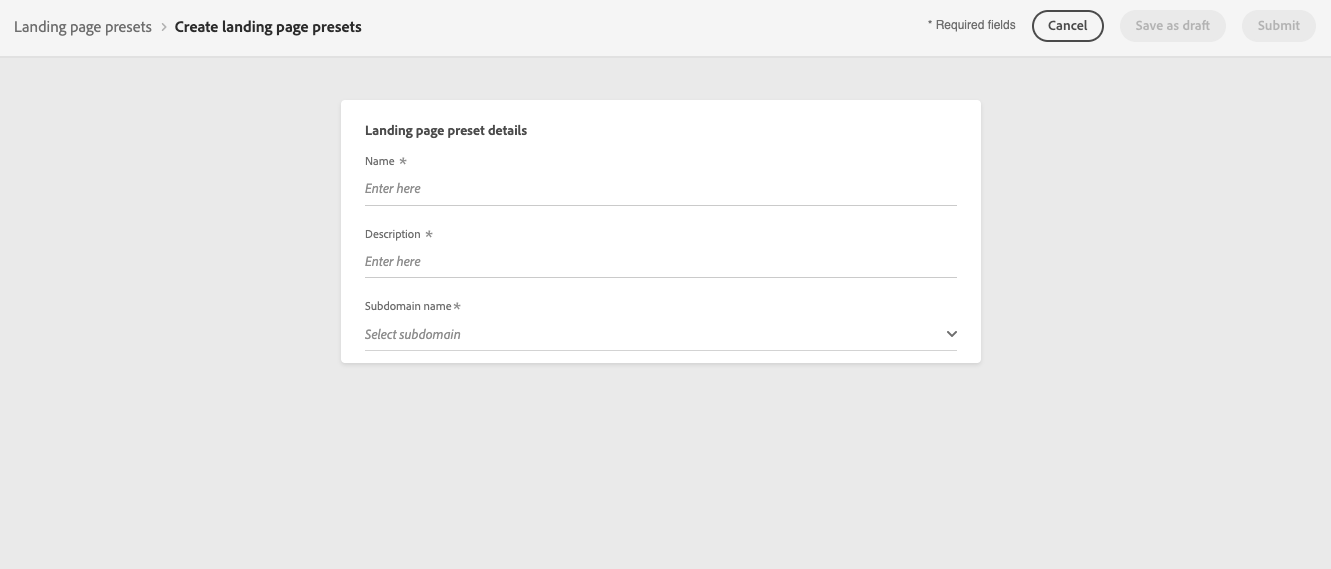 Landing page presets > Create landing page presets
* Required fields
Cancel
Save as draft
Submit
Landing page preset details
Name *
Enter here
Description *
Enter here
Subdomain name*
Select subdomain